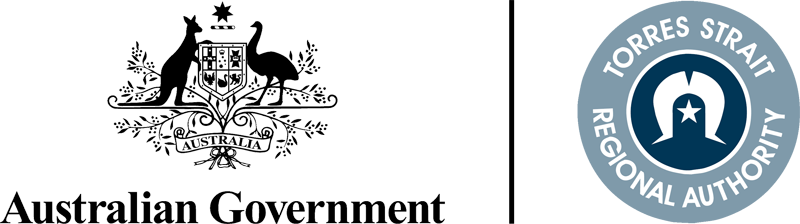 AUSTRALIA
Australian Government
TORRES STRAIT
REGIONAL AUTHORITY